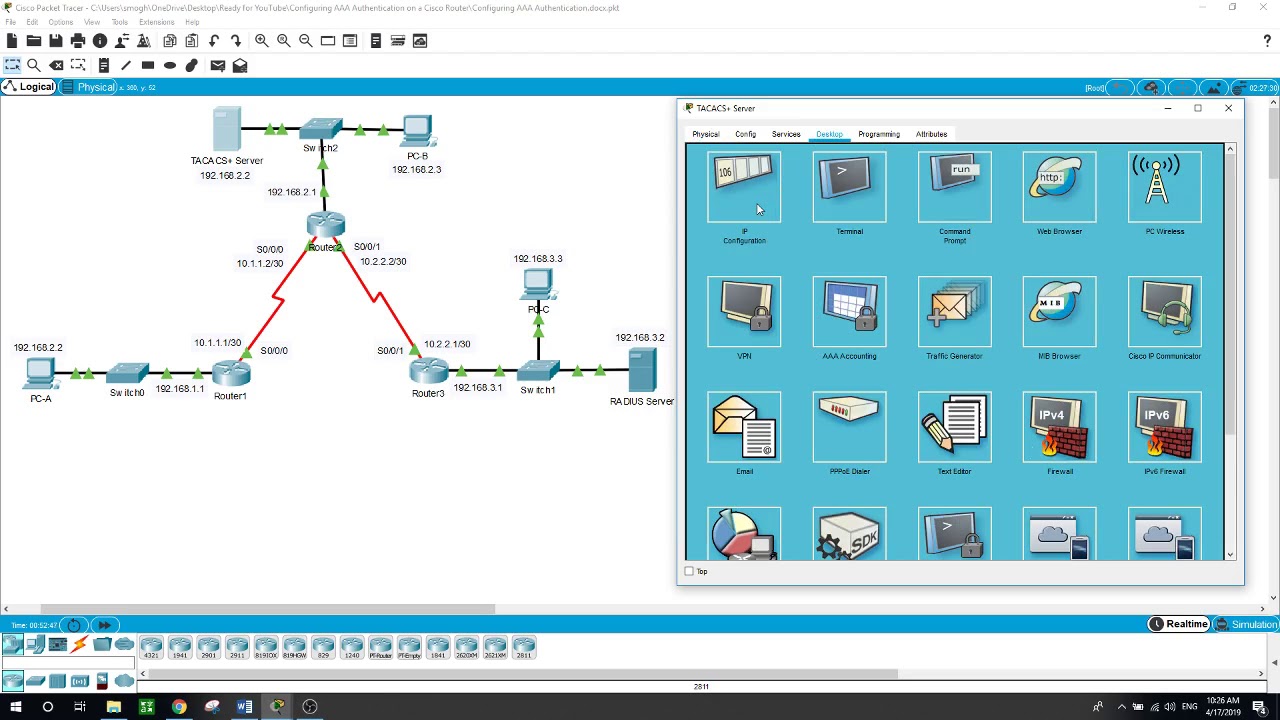 Cisco Packet Tracer - C:\Users\smogh\OneDrive\Desktop\Ready for YouTube\Configuring AAA Authentication on a Cisco Router\Configuring AAA Authentication.docx.pkt
File Edit Options View Tools Extensions Help
?
Logical Physical x: 360, y: 52 [Root] 02:27:30
TACACS+ Server
Physical Config Services Desktop Programming Attributes
106 > run http:
IP Configuration
Terminal
Command Prompt
Web Browser
PC Wireless
MIB
VPN
AAA Accounting
Traffic Generator
MIB Browser
Cisco IP Communicator
IPv4 IPv6
Email
PPPoE Dialer
Text Editor
Firewall
IPv6 Firewall
SDK >
Top
TACACS+ Server
192.168.2.2
Switch2
PC-B
192.168.2.3
192.168.2.1
Router2
S0/0/0
10.1.1.2/30
S0/0/1
10.2.2.2/30
192.168.3.3
PC-C
10.1.1.1/30
S0/0/0
S0/0/1
10.2.2.1/30
192.168.3.2
192.168.2.2
PC-A
Switch0
192.168.1.1
Router1
Router3
192.168.3.1
Switch1
RADIUS Server
Time: 00:52:47 Realtime Simulation
4321 1941 2901 2911 819IOX 819HGW 829 1240 PT-Router PT-Empty 1841 2620XM 2621XM 2811
2811
ENG
10:26 AM
4/17/2019
4